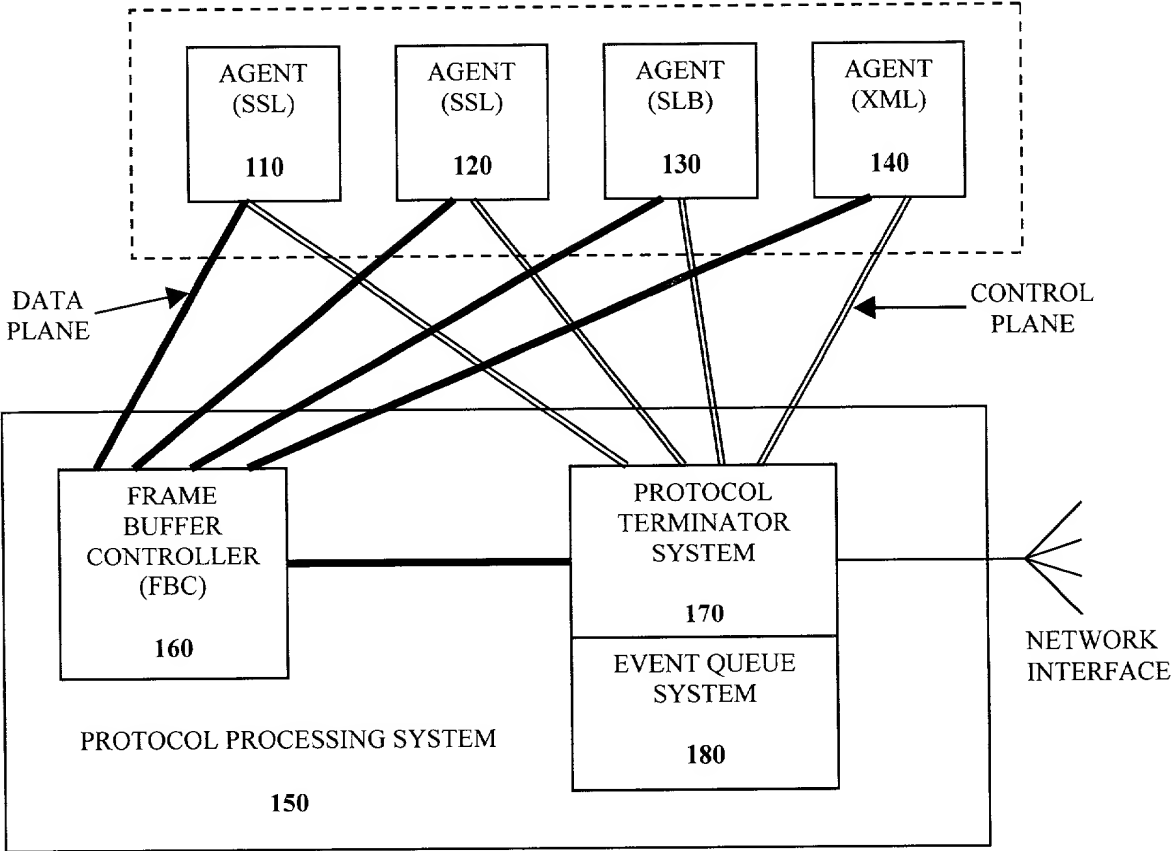 AGENT
(SSL)
110
AGENT
(SSL)
120
AGENT
(SLB)
130
AGENT
(XML)
140
DATA
PLANE
CONTROL
PLANE
FRAME
BUFFER
CONTROLLER
(FBC)
160
PROTOCOL
TERMINATOR
SYSTEM
170
EVENT QUEUE
SYSTEM
180
NETWORK
INTERFACE
PROTOCOL PROCESSING SYSTEM
150